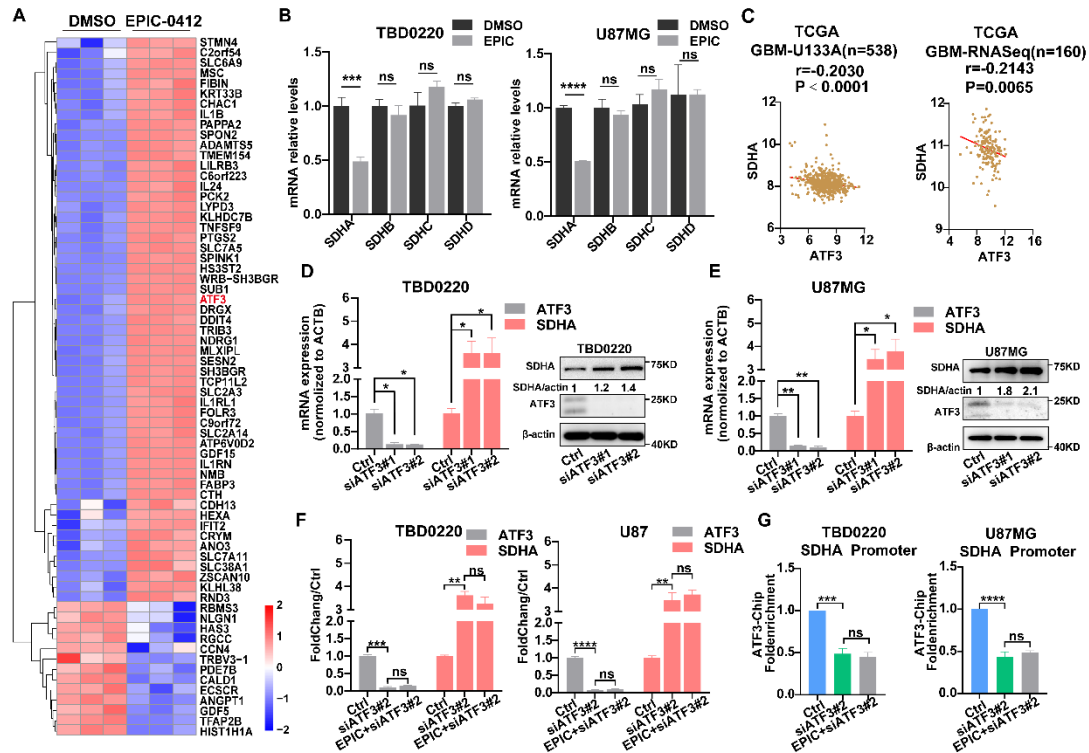 A
DMSO EPIC-0412
STMN4
C2orf54
SLC6A9
MSC
FIBIN
KRT33B
CHAC1
IL1B
PAPPA2
SPON2
ADAMTS5
TMEM154
LILRB3
C6orf223
IL24
PCK2
LYPD3
KLHDC7B
TNFSF9
PTGS2
SLC7A5
SPINK1
HS3ST2
WRB−SH3BGR
SUB1
ATF3
DRGX
DDIT4
TRIB3
NDRG1
MLXIPL
SESN2
SH3BGR
TCP11L2
SLC2A3
IL1RL1
FOLR3
C9orf72
SLC2A14
ATP6V0D2
GDF15
IL1RN
NMB
FABP3
CTH
CDH13
HEXA
IFIT2
CRYM
ANO3
SLC7A11
SLC38A1
ZSCAN10
KLHL38
RND3
RBMS3
NLGN1
HAS3
RGCC
CCN4
TRBV3−1
PDE7B
CALD1
ECSCR
ANGPT1
GDF5
TFAP2B
HIST1H1A
2
1
0
−1
−2
B
TBD0220
DMSO
EPIC
mRNA relative levels
1.5
1.0
0.5
0.0
*** ns ns ns
SDHA SDHB SDHC SDHD
U87MG
DMSO
EPIC
mRNA relative levels
1.5
1.0
0.5
0.0
**** ns ns ns
SDHA SDHB SDHC SDHD
C
TCGA
GBM-U133A(n=538)
r=-0.2030
P < 0.0001
SDHA
12
10
8
6
3 6 9 12
ATF3
TCGA
GBM-RNASeq(n=160)
r=-0.2143
P=0.0065
SDHA
12
11
10
9
4 8 12 16
ATF3
D
TBD0220
ATF3
SDHA
mRNA expression
(normlized to ACTB)
6
5
4
3
2
1.5
1.0
0.5
0.0
* * * *
Ctrl siATF3#1 siATF3#2 Ctrl siATF3#1 siATF3#2
TBD0220
SDHA 75KD
SDHA/actin 1 1.2 1.4
ATF3 25KD
β-actin 40KD
Ctrl siATF3#1 siATF3#2
E
U87MG
ATF3
SDHA
mRNA expression
(normlized to ACTB)
6
5
4
3
2
1.5
1.0
0.5
0.0
** ** * *
Ctrl siATF3#1 siATF3#2 Ctrl siATF3#1 siATF3#2
U87MG
SDHA 75KD
SDHA/actin 1 1.8 2.1
ATF3 25KD
β-actin 40KD
Ctrl siATF3#1 siATF3#2
F
TBD0220
ATF3
SDHA
FoldChang/Ctrl
5
4
3
2
1.5
1.0
0.5
0.0
*** ns ** ns
Ctrl siATF3#2 EPIC+siATF3#2 Ctrl siATF3#2 EPIC+siATF3#2
U87
ATF3
SDHA
FoldChang/Ctrl
5
4
3
2
1.5
1.0
0.5
0.0
**** ns ** ns
Ctrl siATF3#2 EPIC+siATF3#2 Ctrl siATF3#2 EPIC+siATF3#2
G
TBD0220
SDHA Promoter
ATF3-Chip
Foldenrichment
1.5
1.0
0.5
0.0
*** ns
Ctrl siATF3#2 EPIC+siATF3#2
U87MG
SDHA Promoter
ATF3-Chip
Foldenrichment
1.5
1.0
0.5
0.0
**** ns
Ctrl siATF3#2 EPIC+siATF3#2